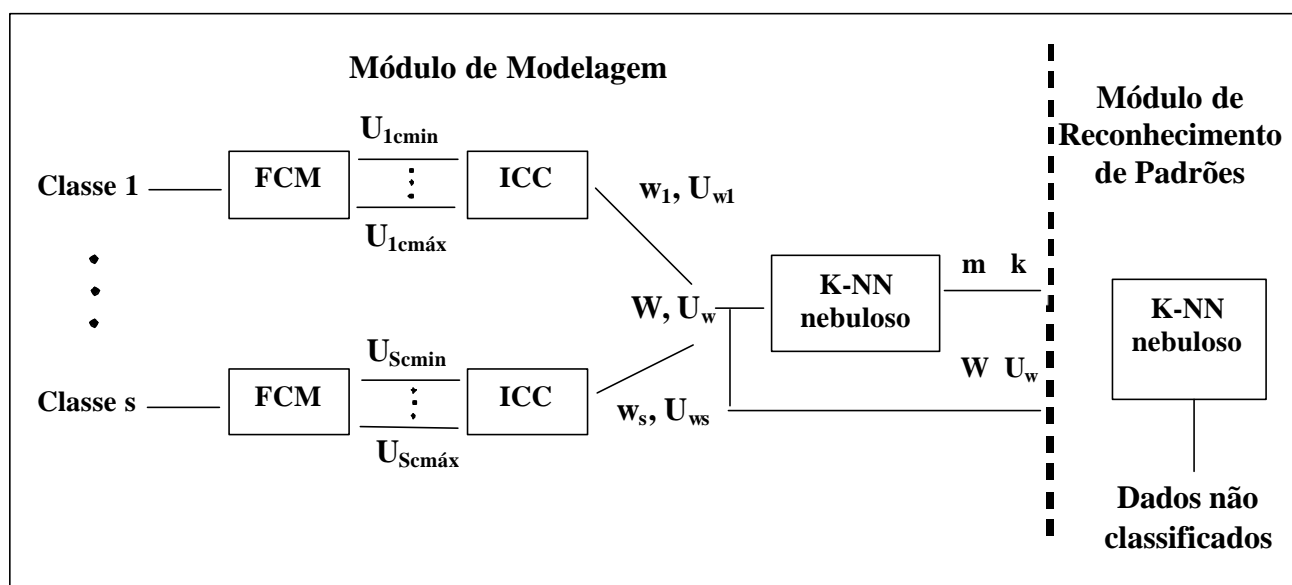 Módulo de Modelagem
Módulo de
Reconhecimento
de Padrões
U1cmin
Classe 1
FCM
ICC
w1, Uw1
U1cmáx
W, Uw
K-NN
nebuloso
m k
K-NN
nebuloso
W Uw
UScmin
Classe s
FCM
ICC
ws, Uws
UScmáx
Dados não
classificados